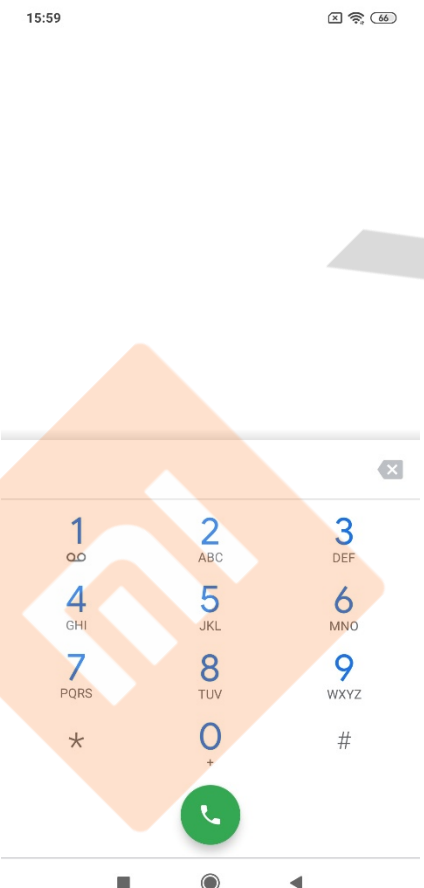 15:59
66
1 2 3
ABC DEF
4 5 6
GHI JKL MNO
7 8 9
PQRS TUV WXYZ
* 0 #
+
mi